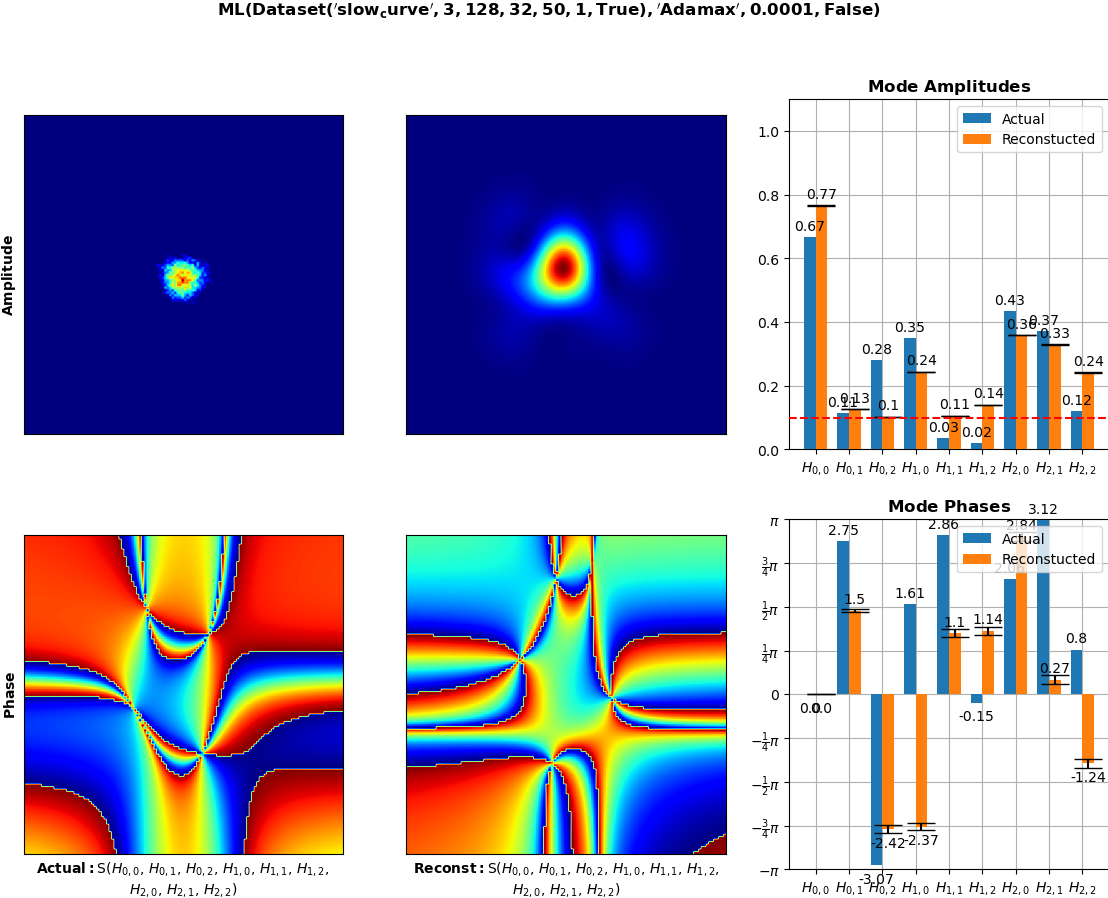 ML(Dataset('slow_curve', 3, 128, 32, 50, 1, True), 'Adamax', 0.0001, False)
Amplitude
Mode Amplitudes
Actual
Reconstucted
1.0
0.8
0.6
0.4
0.2
0.0
0.67
0.77
0.11
0.13
0.28
0.1
0.35
0.24
0.03
0.11
0.02
0.14
0.43
0.36
0.37
0.33
0.12
0.24
H0,0 H0,1 H0,2 H1,0 H1,1 H1,2 H2,0 H2,1 H2,2
Phase
Mode Phases
Actual
Reconstucted
π
3/4π
1/2π
1/4π
0
−1/4π
−1/2π
−3/4π
−π
0.0
0.0
2.75
1.5
-3.07
-2.42
1.61
-2.37
2.86
1.1
-0.15
1.14
2.84
3.12
0.27
0.8
-1.24
H0,0 H0,1 H0,2 H1,0 H1,1 H1,2 H2,0 H2,1 H2,2
Actual: S(H0,0, H0,1, H0,2, H1,0, H1,1, H1,2,
H2,0, H2,1, H2,2)
Reconst: S(H0,0, H0,1, H0,2, H1,0, H1,1, H1,2,
H2,0, H2,1, H2,2)